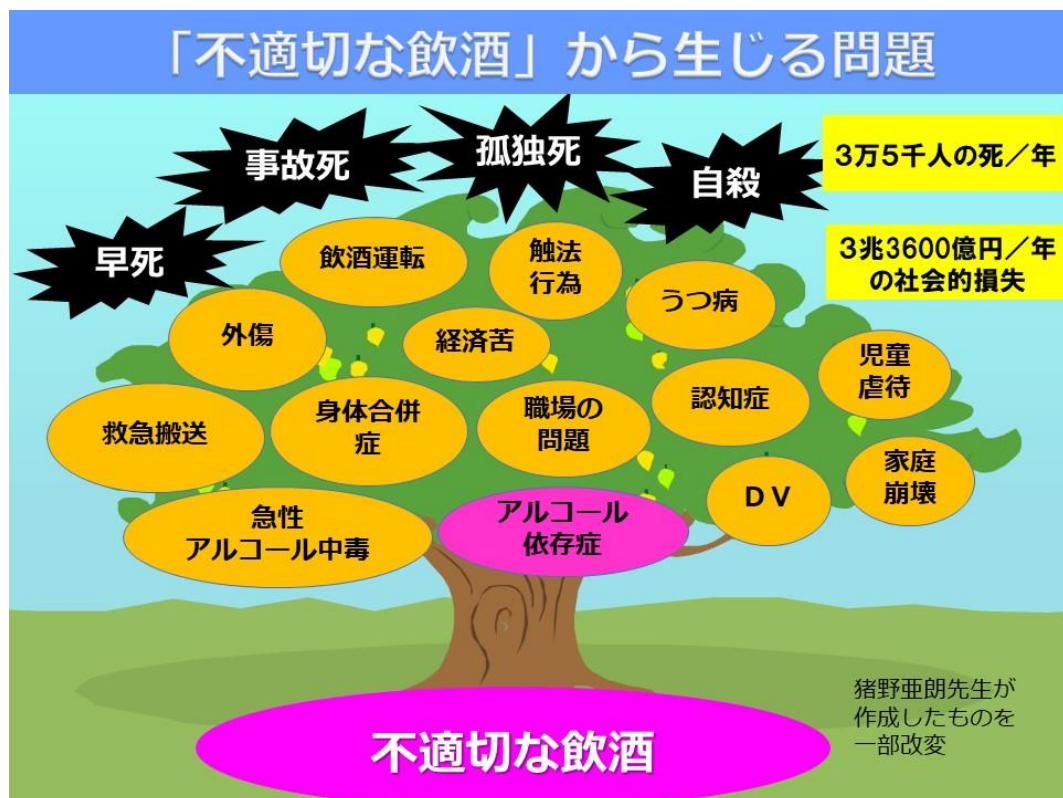 「不適切な飲酒」から生じる問題
孤独死
事故死
自殺
早死
3万5千人の死／年
3兆3600億円／年
の社会的損失
飲酒運転
触法
行為
うつ病
外傷
経済苦
児童
虐待
救急搬送
身体合併
症
職場の
問題
認知症
家庭
崩壊
急性
アルコール中毒
アルコール
依存症
ＤＶ
不適切な飲酒
猪野亜朗先生が
作成したものを
一部改変